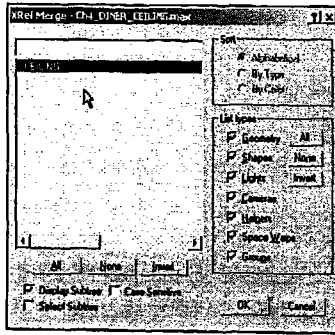 XRef Merge - Ch4_DINER_CEILING.max
CEILING
All
None
Invert
Display Subtree
Case Sensitive
Select Subtree
Sort
Alphabetical
By Type
By Color
List types
Geometry
All
Shapes
None
Lights
Invert
Cameras
Helpers
Space Warps
Groups
OK
Cancel